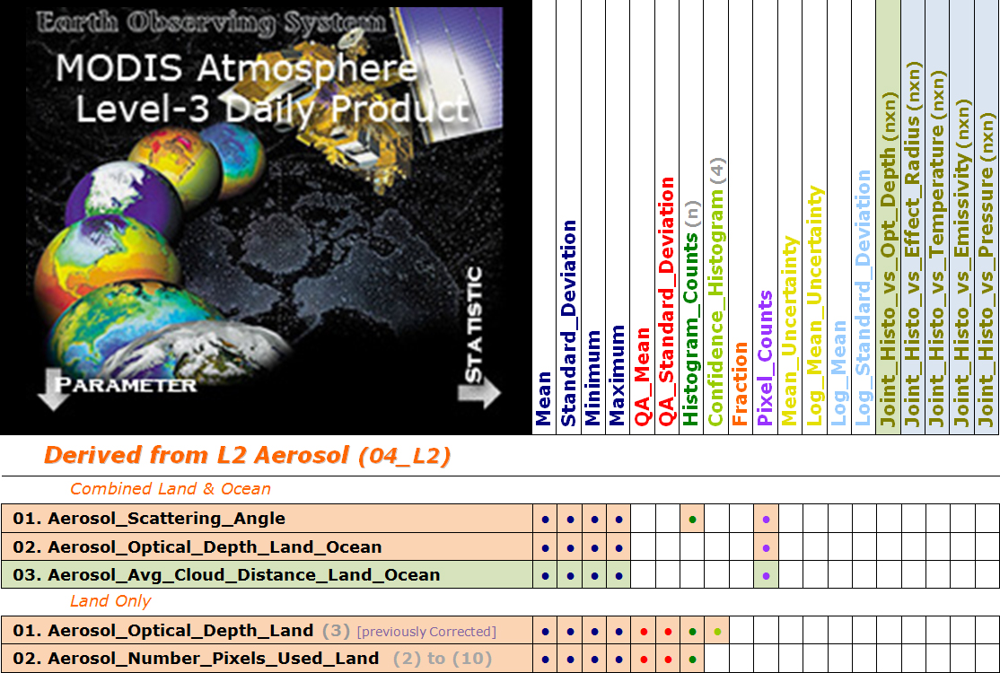 Earth Observing System
MODIS Atmosphere
Level-3 Daily Product
STATISTIC
PARAMETER
Mean
Standard_Deviation
Minimum
Maximum
QA_Mean
QA_Standard_Deviation
Histogram_Counts (n)
Confidence_Histogram (4)
Fraction
Pixel_Counts
Mean_Uncertainty
Log_Mean_Uncertainty
Log_Mean
Log_Standard_Deviation
Joint_Histo_vs_Opt_Depth (nxn)
Joint_Histo_vs_Effect_Radius (nxn)
Joint_Histo_vs_Temperature (nxn)
Joint_Histo_vs_Emissivity (nxn)
Joint_Histo_vs_Pressure (nxn)
Derived from L2 Aerosol (04_L2)
Combined Land & Ocean
01. Aerosol_Scattering_Angle
02. Aerosol_Optical_Depth_Land_Ocean
03. Aerosol_Avg_Cloud_Distance_Land_Ocean
Land Only
01. Aerosol_Optical_Depth_Land (3) [previously Corrected]
02. Aerosol_Number_Pixels_Used_Land (2) to (10)